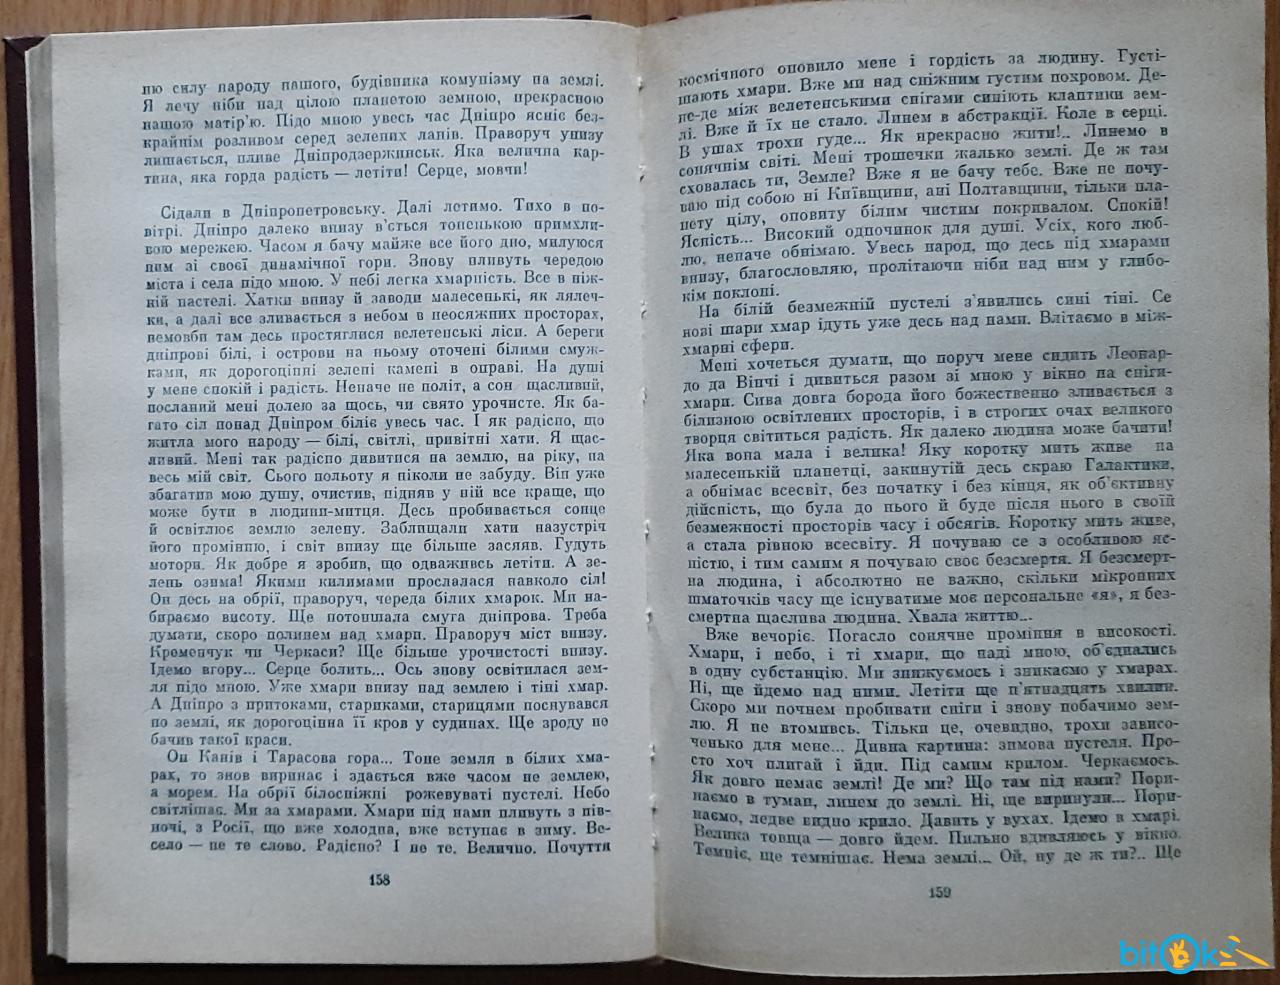 ню силу народу нашого, будівника комунізму на землі.
Я лечу ніби над цілою планетою земною, прекрасною
нашою матір'ю. Підо мною увесь час Дніпро ясніє без-
крайнім розливом серед зелених ланів. Праворуч унизу
лишається, пливе Дніпродзержинськ. Яка велична кар-
тина, яка горда радість — летіти! Серце, мовчи!
Сідали в Дніпропетровську. Далі летимо. Тихо в по-
вітрі. Дніпро далеко внизу в'ється тоненькою примхли-
вою мережею. Часом я бачу майже все його дно, милуюся
ним зі своєї динамічної гори. Знову пливуть чередою
міста і села підо мною. У небі легка хмарність. Все в ніж-
ній пастелі. Хатки внизу й заводи малесенькі, як лялеч-
ки, а далі все зливається з небом в неосяжних просторах,
немовби там десь простяглися велетенські ліси. А береги
дніпрові білі, і острови на ньому оточені білими смуж-
ками, як дорогоцінні зелені камені в оправі. На душі
у мене спокій і радість. Неначе не політ, а сон щасливий,
посланий мені долею за щось, чи свято урочисте. Як ба-
гато сіл понад Дніпром біліє увесь час. І як радісно, що
житла мого народу — білі, світлі, привітні хати. Я щас-
ливий. Мені так радісно дивитися на землю, на ріку, на
весь мій світ. Сього польоту я ніколи не забуду. Він уже
збагатив мою душу, очистив, підняв у ній все краще, що
може бути в людини-митця. Десь пробивається сонце
й освітлює землю зелену. Заблищали хати назустріч
його промінню, і світ внизу ще більше засяяв. Гудуть
мотори. Як добре я зробив, що одваживсь летіти. А зе-
лень озима! Якими килимами прослалася навколо сіл!
Он десь на обрії, праворуч, череда білих хмарок. Ми на-
бираємо висоту. Ще потоншала смуга дніпрова. Треба
думати, скоро полинем над хмари. Праворуч міст внизу.
Кременчук чи Черкаси? Ще більше урочистості внизу.
Ідемо вгору... Серце болить... Ось знову освітилася зем-
ля підо мною. Уже хмари внизу над землею і тіні хмар.
А Дніпро з притоками, стариками, старицями поснувався
по землі, як дорогоцінна її кров у судинах. Ще зроду не
бачив такої краси.
Он Канів і Тарасова гора... Тоне земля в білих хма-
рах, то знов виринає і здається вже часом не землею,
а морем. На обрії білосніжні рожевуваті пустелі. Небо
світлішає. Ми за хмарами. Хмари під нами пливуть з пів-
ночі, з Росії, що вже холодна, вже вступає в зиму. Ве-
село — не те слово. Радісно? І не те. Велично. Почуття
158
космічного оповило мене і гордість за людину. Густі-
шають хмари. Вже ми над сніжним густим покровом. Де-
не-де між велетенськими снігами синіють клаптики зем-
лі. Вже й їх не стало. Линем в абстракції. Коле в серці.
В ушах трохи гуде... Як прекрасно жити!.. Линемо в
сонячнім світі. Мені трошечки жалько землі. Де ж там
сховалась ти, Земле? Вже я не бачу тебе. Вже не почу-
ваю під собою ні Київщини, ані Полтавщини, тільки пла-
нету цілу, оповиту білим чистим покривалом. Спокій!
Ясність... Високий одпочинок для душі. Усіх, кого люб-
лю, неначе обнімаю. Увесь народ, що десь під хмарами
внизу, благословляю, пролітаючи ніби над ним у глибо-
кім поклоні.
На білій безмежній пустелі з'явились сині тіні. Се
нові шари хмар ідуть уже десь над нами. Влітаємо в між-
хмарні сфери.
Мені хочеться думати, що поруч мене сидить Леонар-
до да Вінчі і дивиться разом зі мною у вікно на сніги-
хмари. Сива довга борода його божественно зливається з
білизною освітлених просторів, і в строгих очах великого
творця світиться радість. Як далеко людина може бачити!
Яка вона мала і велика! Яку коротку мить живе на
малесенькій планетці, закинутій десь скраю Галактики,
а обнімає всесвіт, без початку і без кінця, як об'єктивну
дійсність, що була до нього й буде після нього в своїй
безмежності просторів часу і обсягів. Коротку мить живе,
а стала рівною всесвіту. Я почуваю се з особливою яс-
ністю, і тим самим я почуваю своє безсмертя. Я безсмерт-
на людина, і абсолютно не важно, скільки мікронних
шматочків часу ще існуватиме моє персональне «я», я без-
смертна щаслива людина. Хвала життю...
Вже вечоріє. Погасло сонячне проміння в високості.
Хмари, і небо, і ті хмари, що наді мною, об'єднались
в одну субстанцію. Ми знижуємось і зникаємо у хмарах.
Ні, ще йдемо над ними. Летіти ще п'ятнадцять хвилин.
Скоро ми почнем пробивати сніги і знову побачимо зем-
лю. Я не втомивсь. Тільки це, очевидно, трохи зависо-
ченько для мене... Дивна картина: зимова пустеля. Про-
сто хоч плигай і йди. Під самим крилом. Черкаємось.
Як довго немає землі! Де ми? Що там під нами? Пори-
наємо в туман, линем до землі. Ні, ще виринули... Пори-
наємо, ледве видно крило. Давить у вухах. Ідемо в хмарі.
Велика товща — довго йдем. Пильно вдивляюсь у вікно.
Темніє, ще темнішає. Нема землі... Ой, ну де ж ти?.. Ще
159
bitok